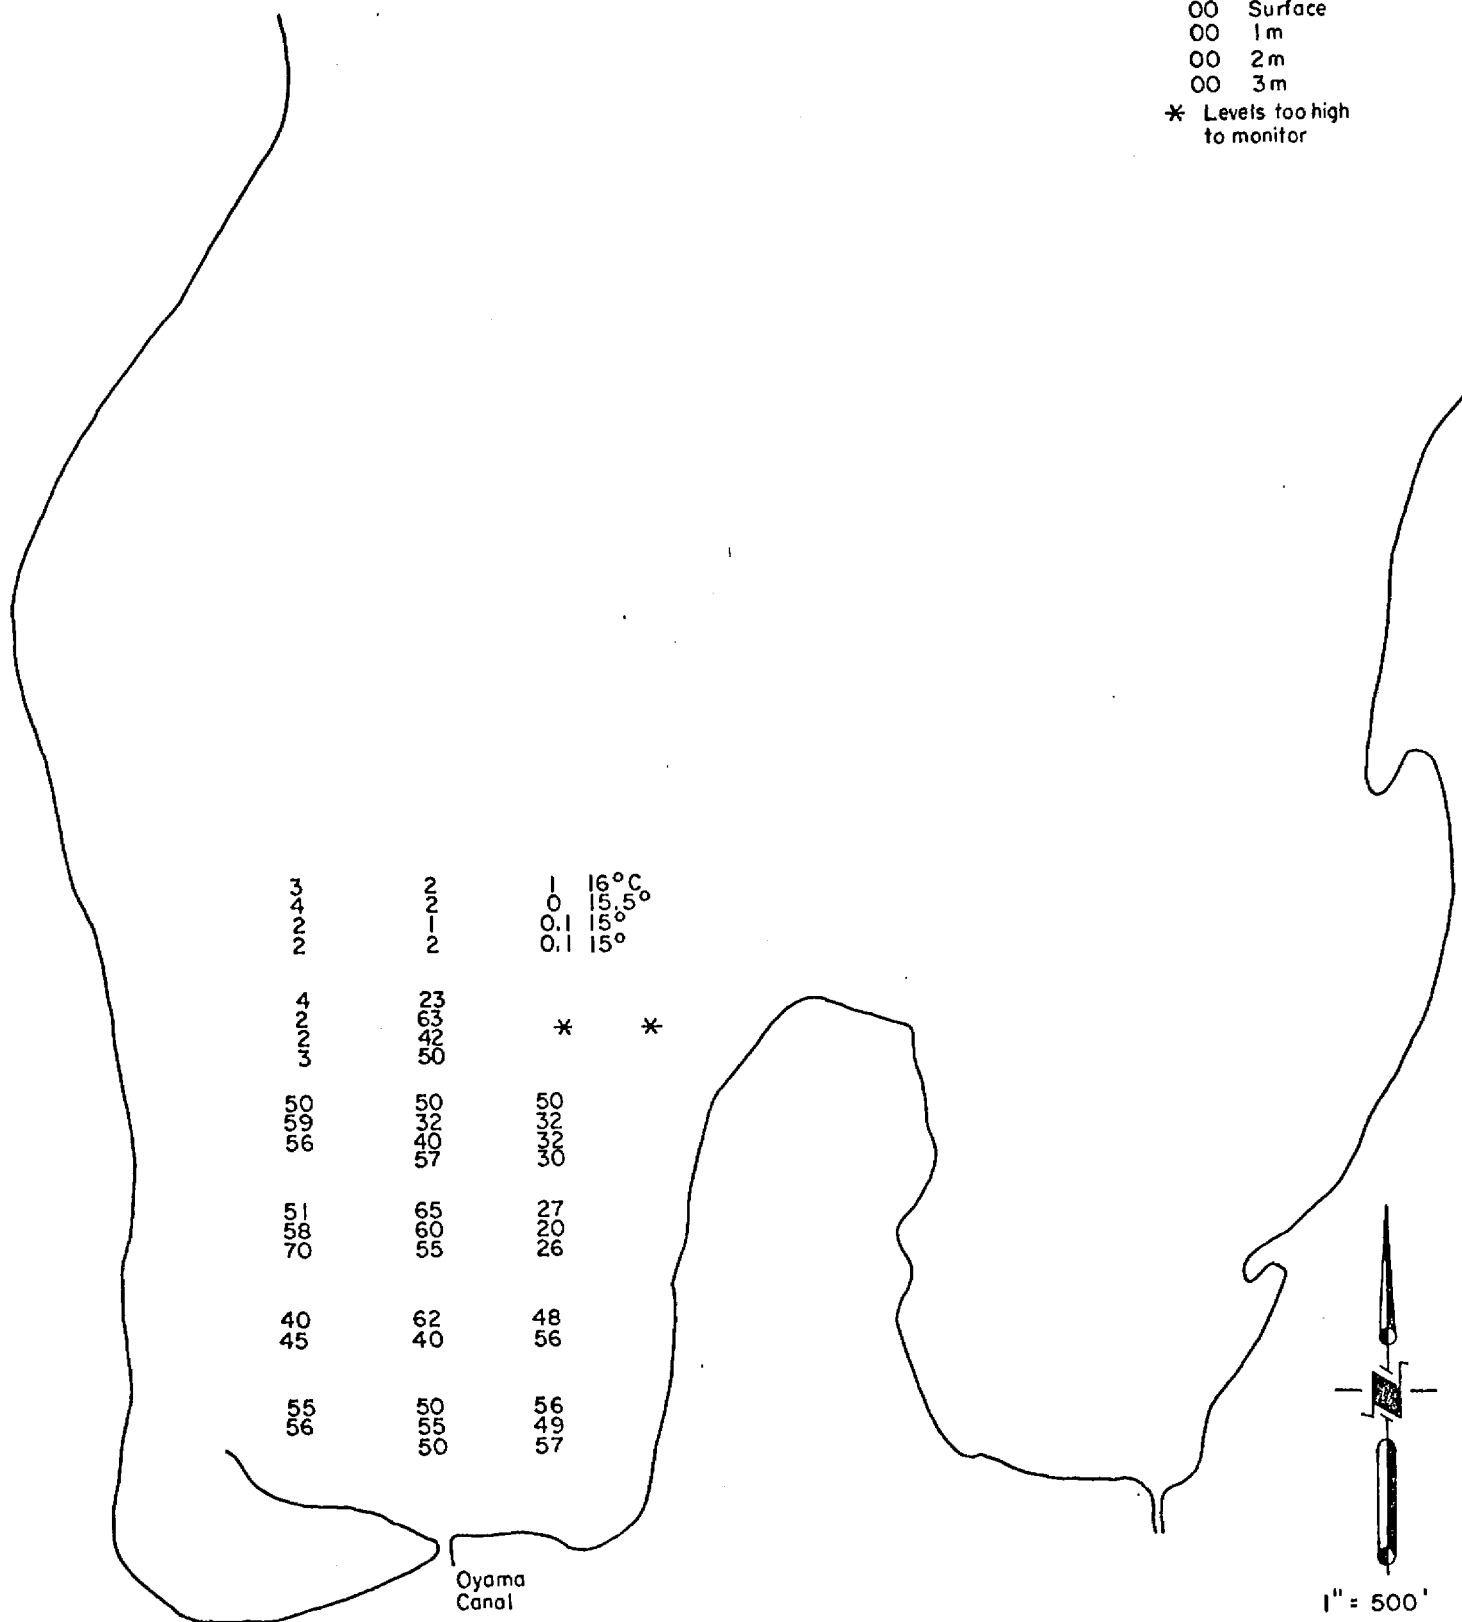 00 Surface
00 1m
00 2m
00 3m
* Levels too high
to monitor
3 2 1 16°C
4 2 0 15.5°
2 1 0.1 15°
2 2 0.1 15°
4 23
2 63
* *
2 42
3 50
50 50 50
59 32 32
56 40 32
57 30
51 65 27
58 60 20
70 55 26
40 62 48
45 40 56
55 50 56
56 55 49
50 57
Oyama
Canal
1" = 500'